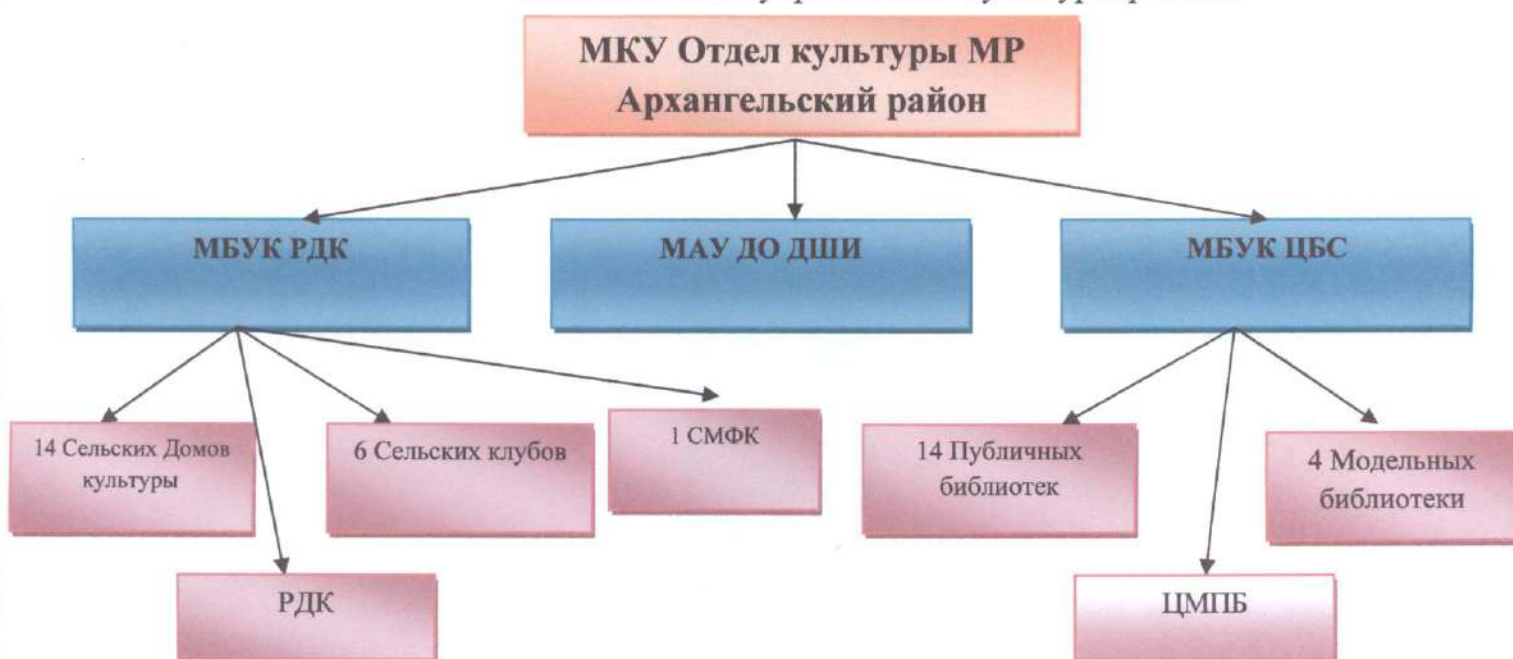 МКУ Отдел культуры МР
Архангельский район
МБУК РДК
МАУ ДО ДШИ
МБУК ЦБС
14 Сельских Домов
культуры
6 Сельских клубов
1 СМФК
14 Публичных
библиотек
4 Модельных
библиотеки
РДК
ЦМПБ